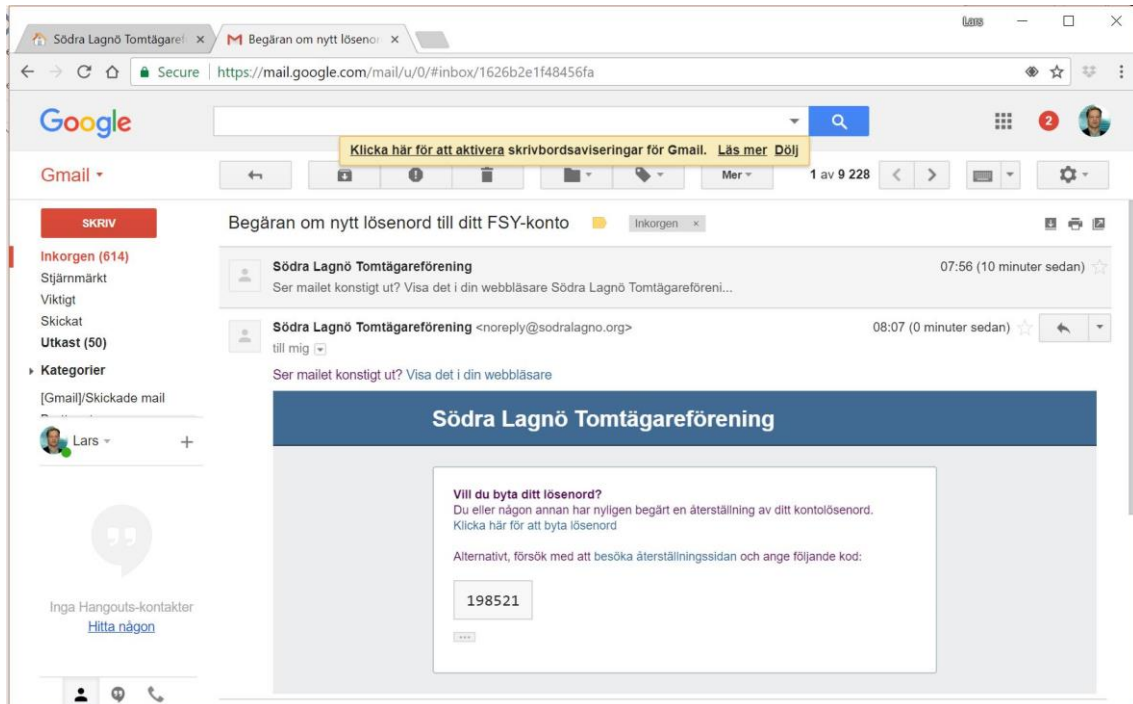 Lars
Södra Lagnö Tomtägaref
Begäran om nytt lösenor
Secure https://mail.google.com/mail/u/0/#inbox/1626b2e1f48456fa
Google
2
Klicka här för att aktivera skrivbordsaviseringar för Gmail. Läs mer Dölj
Gmail
Mer
1 av 9 228
SKRIV
Begäran om nytt lösenord till ditt FSY-konto Inkorgen x
Inkorgen (614)
Stjärnmärkt
Viktigt
Skickat
Utkast (50)
Kategorier
[Gmail]/Skickade mail
Lars
Inga Hangouts-kontakter
Hitta någon
Södra Lagnö Tomtägareförening 07:56 (10 minuter sedan)
Ser mailet konstigt ut? Visa det i din webbläsare Södra Lagnö Tomtägareföreni...
Södra Lagnö Tomtägareförening <noreply@sodralagno.org> 08:07 (0 minuter sedan)
till mig
Ser mailet konstigt ut? Visa det i din webbläsare
Södra Lagnö Tomtägareförening
Vill du byta ditt lösenord?
Du eller någon annan har nyligen begärt en återställning av ditt kontolösenord.
Klicka här för att byta lösenord
Alternativt, försök med att besöka återställningssidan och ange följande kod:
198521